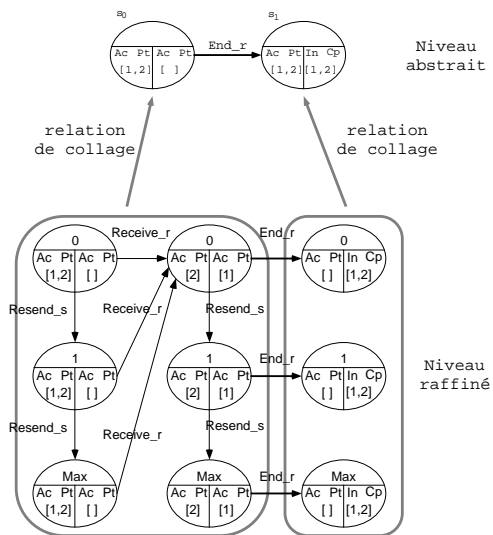 s0 s1
Ac Pt Ac Pt End_r Ac Pt In Cp
[1,2] [ ] [1,2] [1,2]
Niveau
abstrait
relation
de collage
relation
de collage
0 Receive_r 0 End_r 0
Ac Pt Ac Pt Ac Pt Ac Pt Ac Pt In Cp
[1,2] [ ] [2] [1] [ ] [1,2]
Resend_s Receive_r Resend_s
1 1 End_r 1
Ac Pt Ac Pt Ac Pt Ac Pt Ac Pt In Cp
[1,2] [ ] [2] [1] [ ] [1,2]
Niveau
raffiné
Resend_s Receive_r Resend_s
Max Max End_r Max
Ac Pt Ac Pt Ac Pt Ac Pt Ac Pt In Cp
[1,2] [ ] [2] [1] [ ] [1,2]